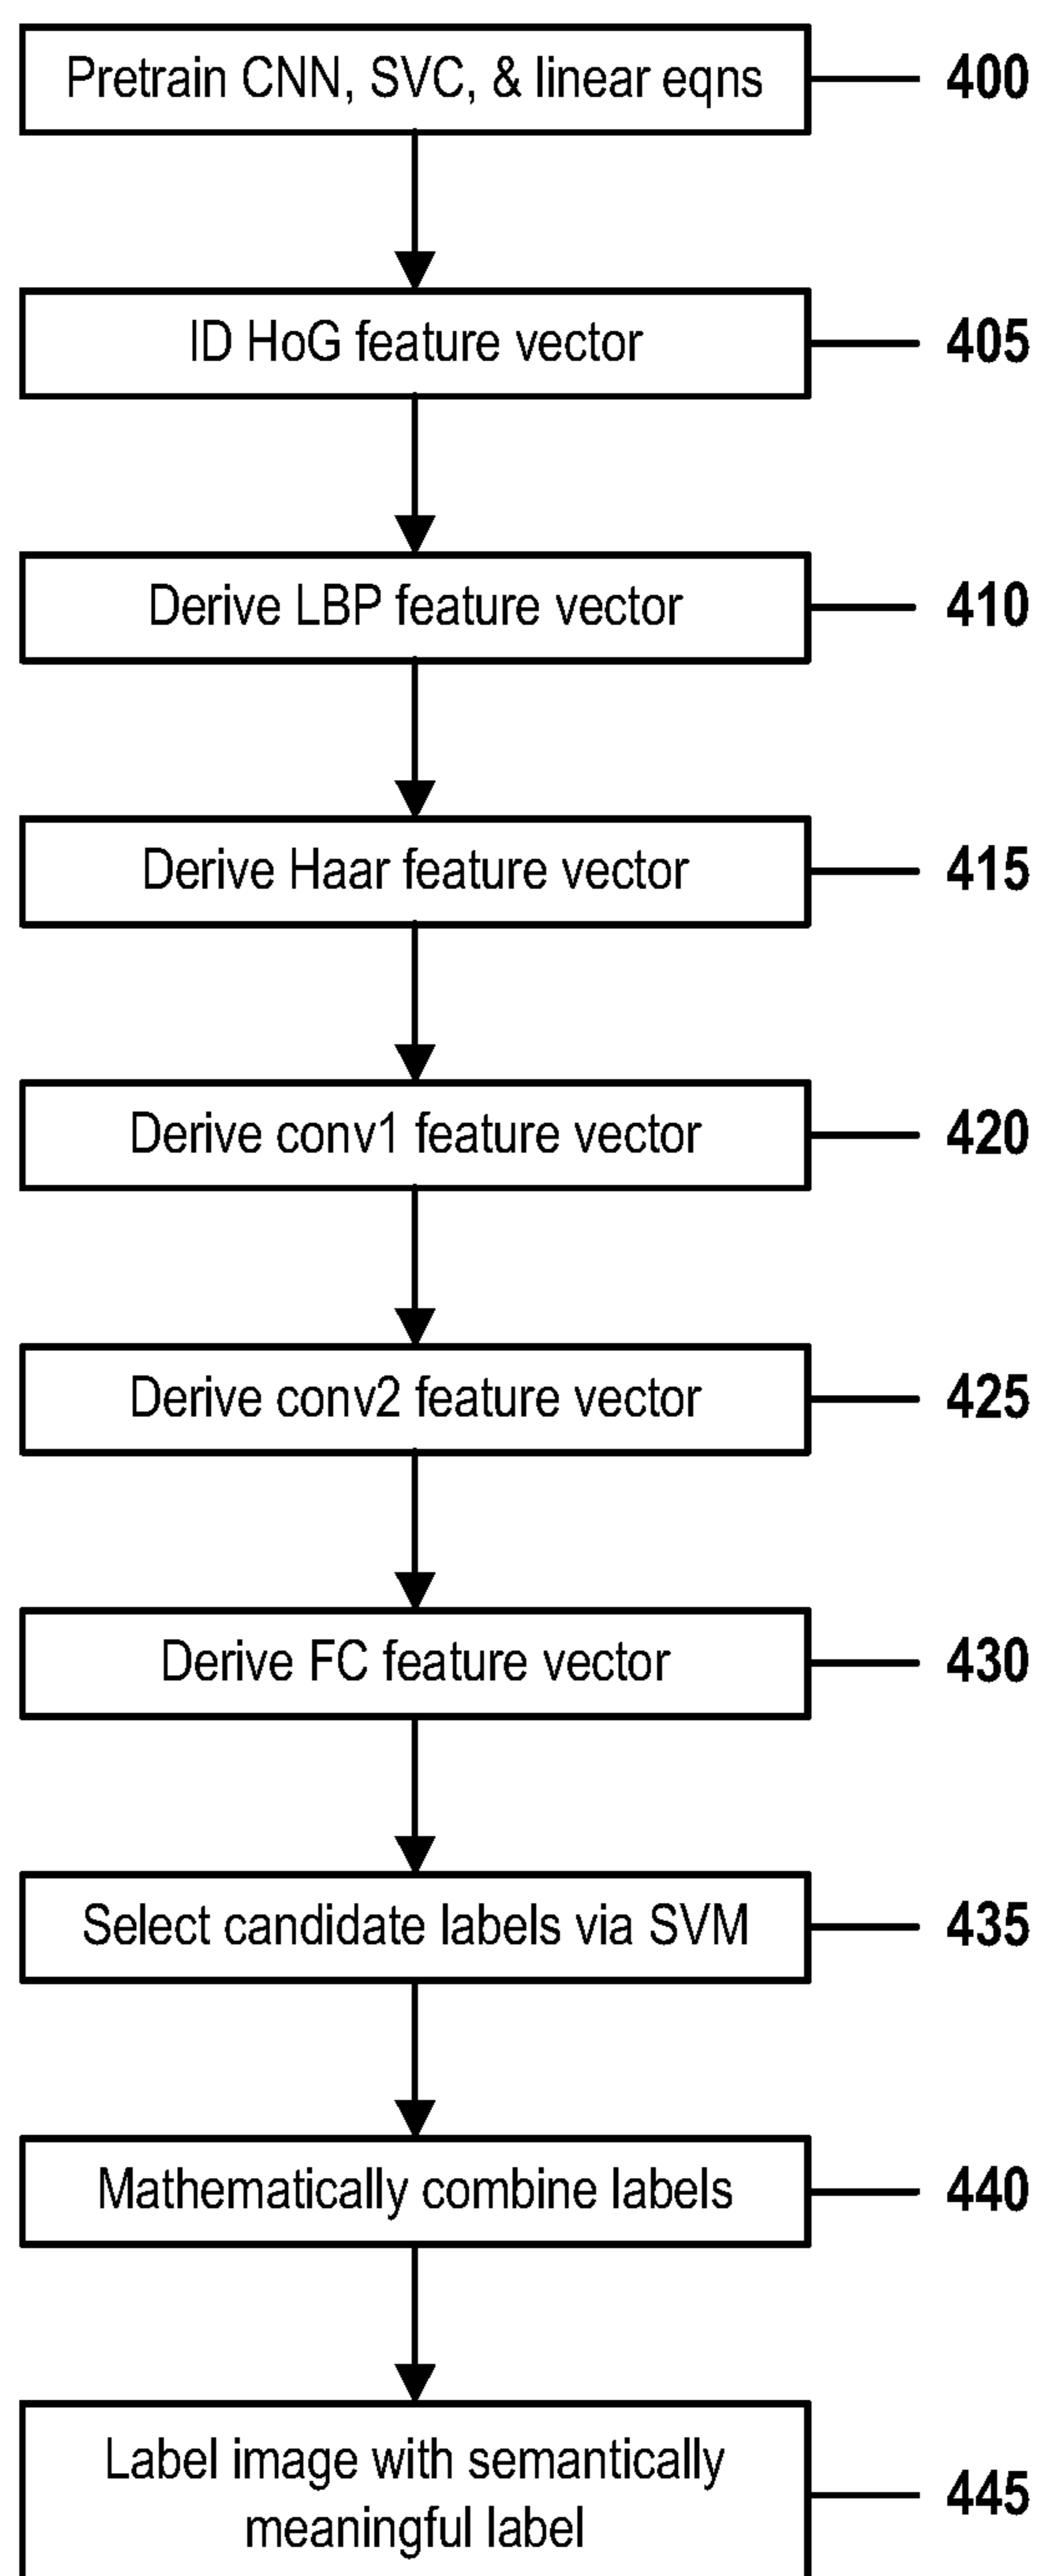 Pretrain CNN, SVC, & linear eqns 400
ID HoG feature vector 405
Derive LBP feature vector 410
Derive Haar feature vector 415
Derive conv1 feature vector 420
Derive conv2 feature vector 425
Derive FC feature vector 430
Select candidate labels via SVM 435
Mathematically combine labels 440
Label image with semantically
meaningful label 445